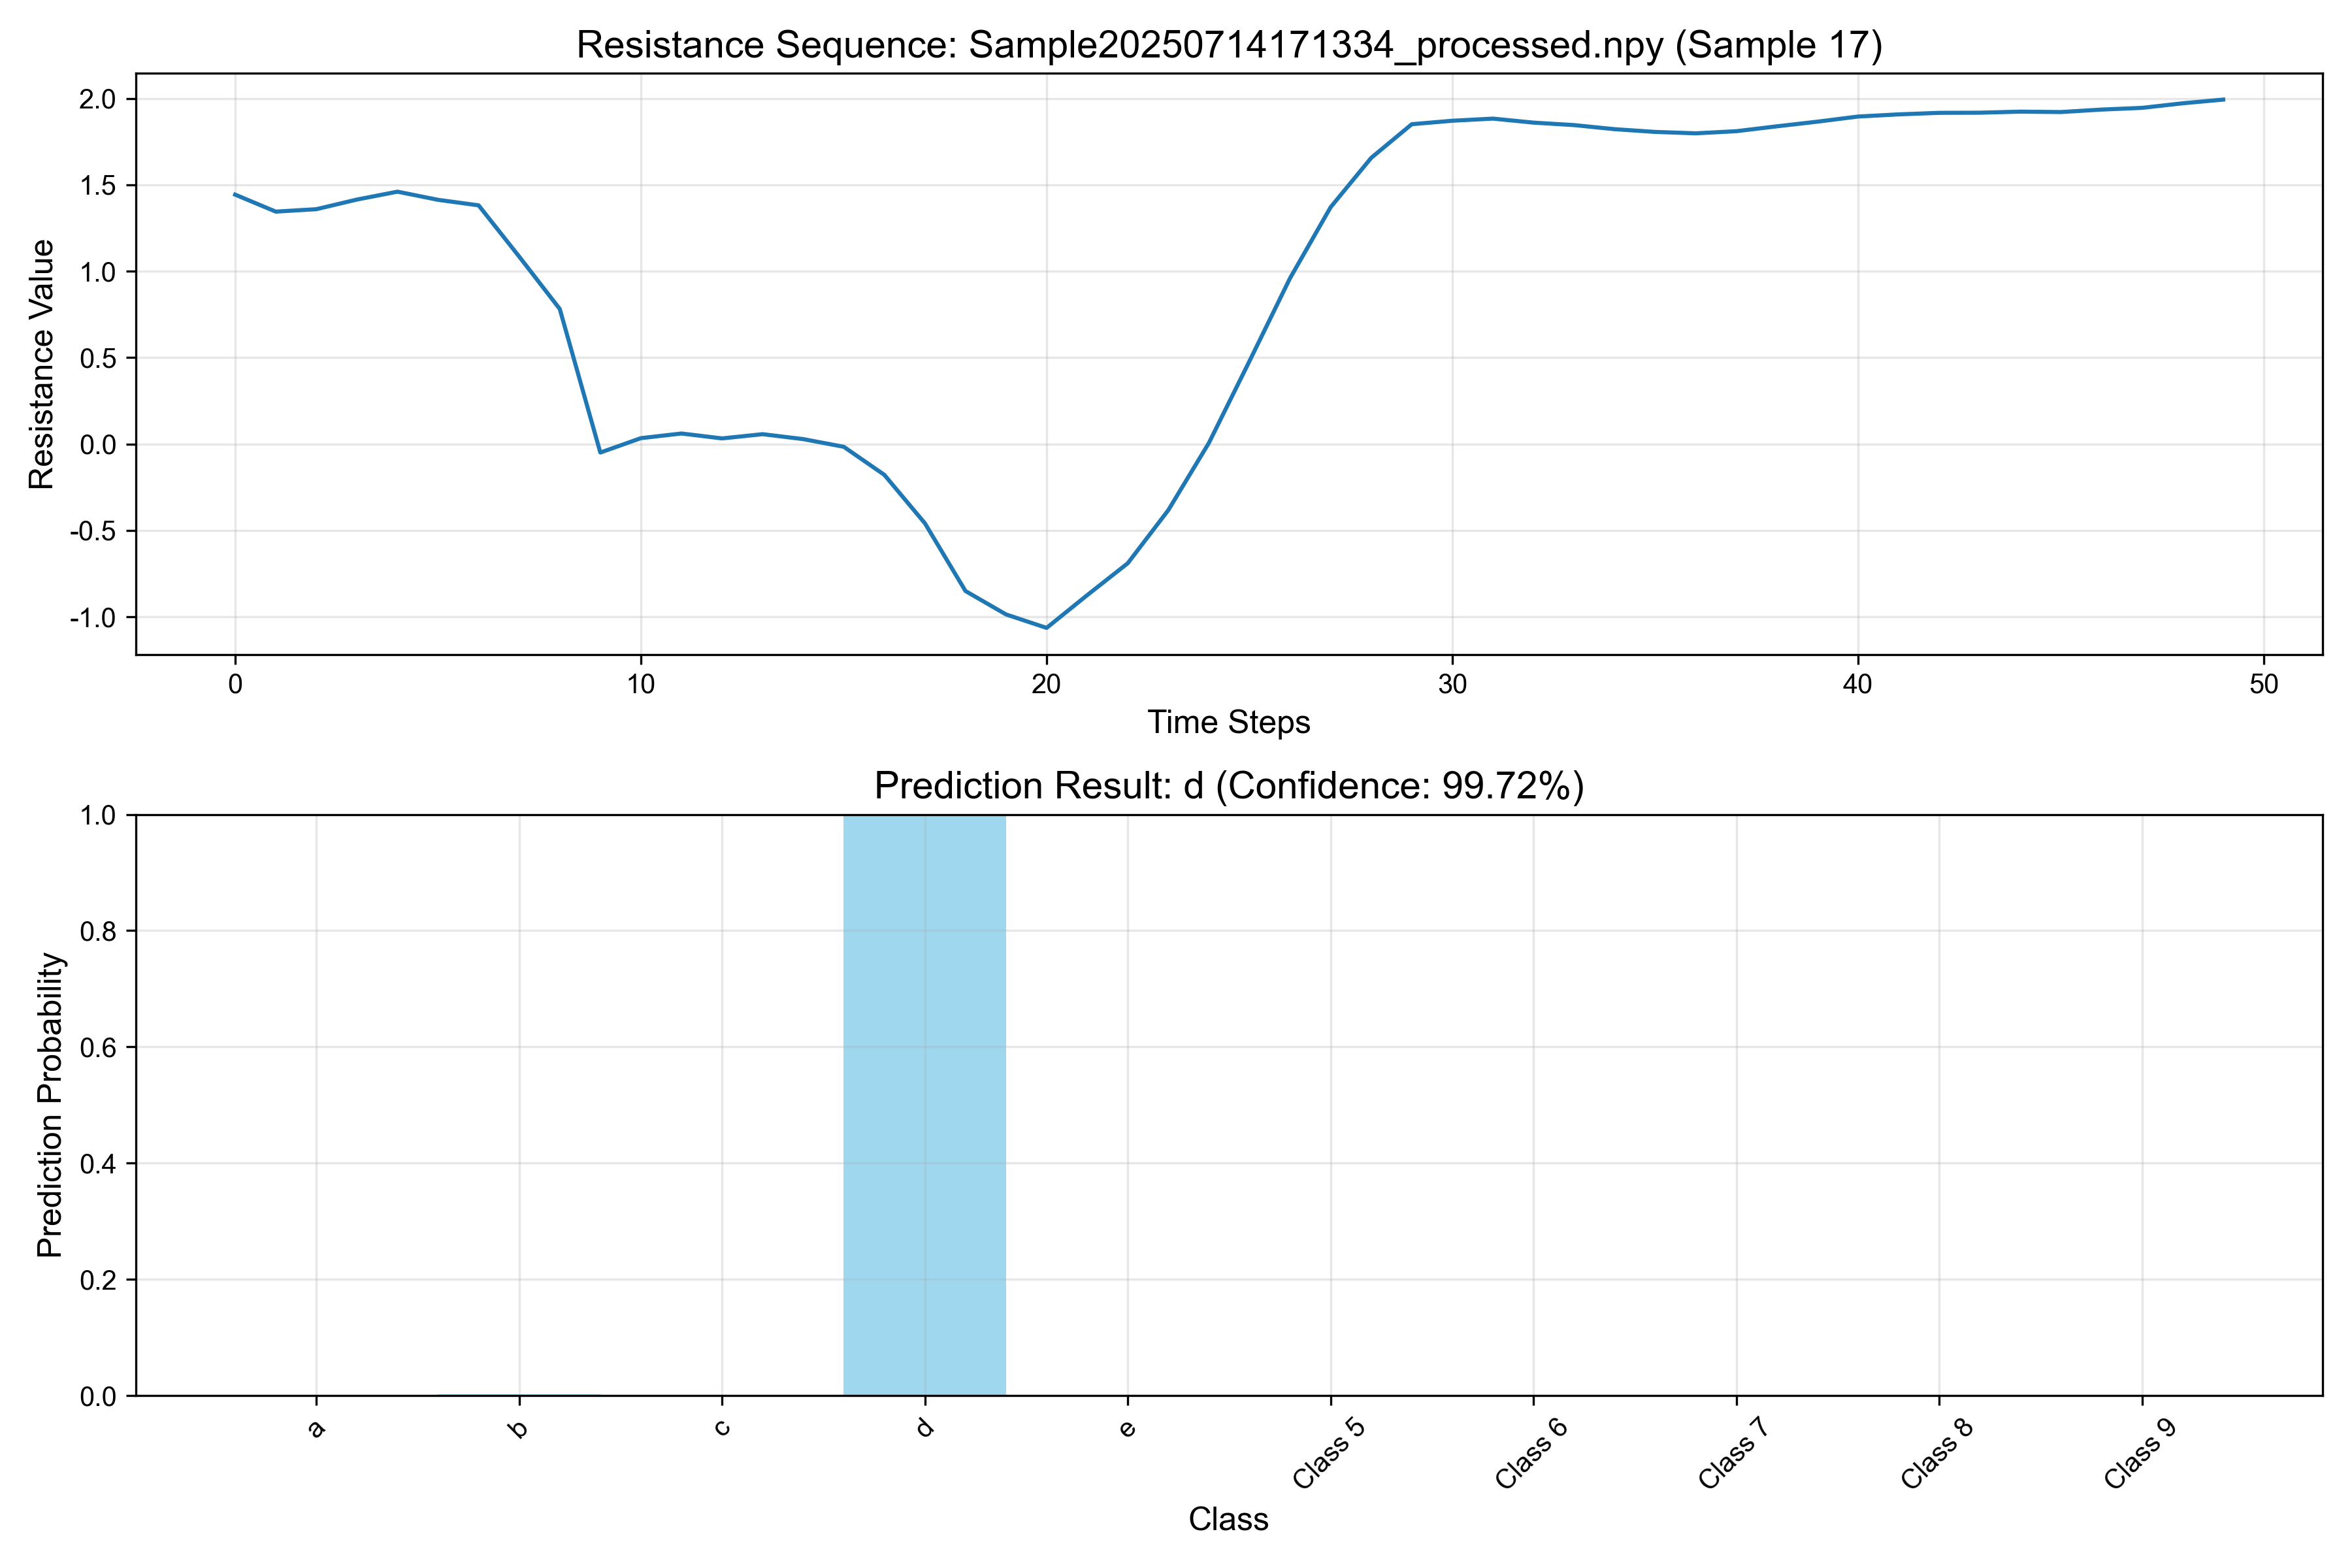 Resistance Sequence: Sample20250714171334_processed.npy (Sample 17)
2.0
1.5
1.0
0.5
0.0
-0.5
-1.0
Resistance Value
0 10 20 30 40 50
Time Steps
Prediction Result: d (Confidence: 99.72%)
1.0
0.8
0.6
0.4
0.2
0.0
Prediction Probability
a b c d e Class 5 Class 6 Class 7 Class 8 Class 9
Class